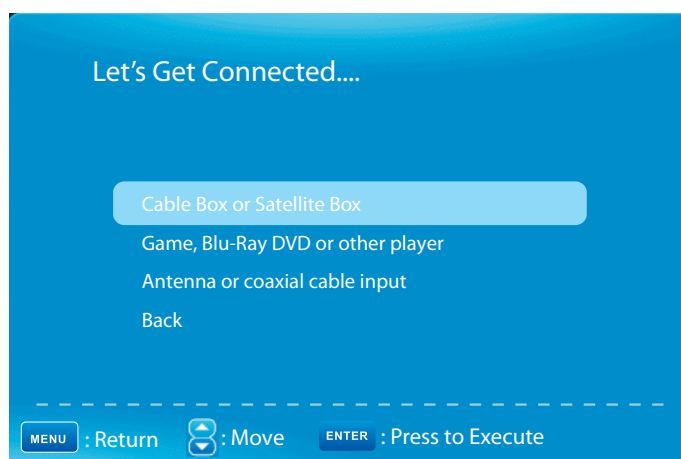 Let's Get Connected....
Cable Box or Satellite Box
Game, Blu-Ray DVD or other player
Antenna or coaxial cable input
Back
MENU : Return : Move ENTER : Press to Execute